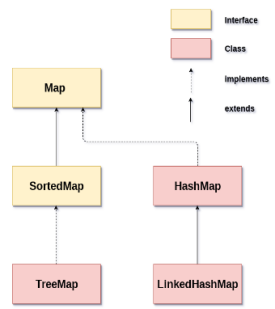 Interface
Class
implements
extends
Map
SortedMap
HashMap
TreeMap
LinkedHashMap